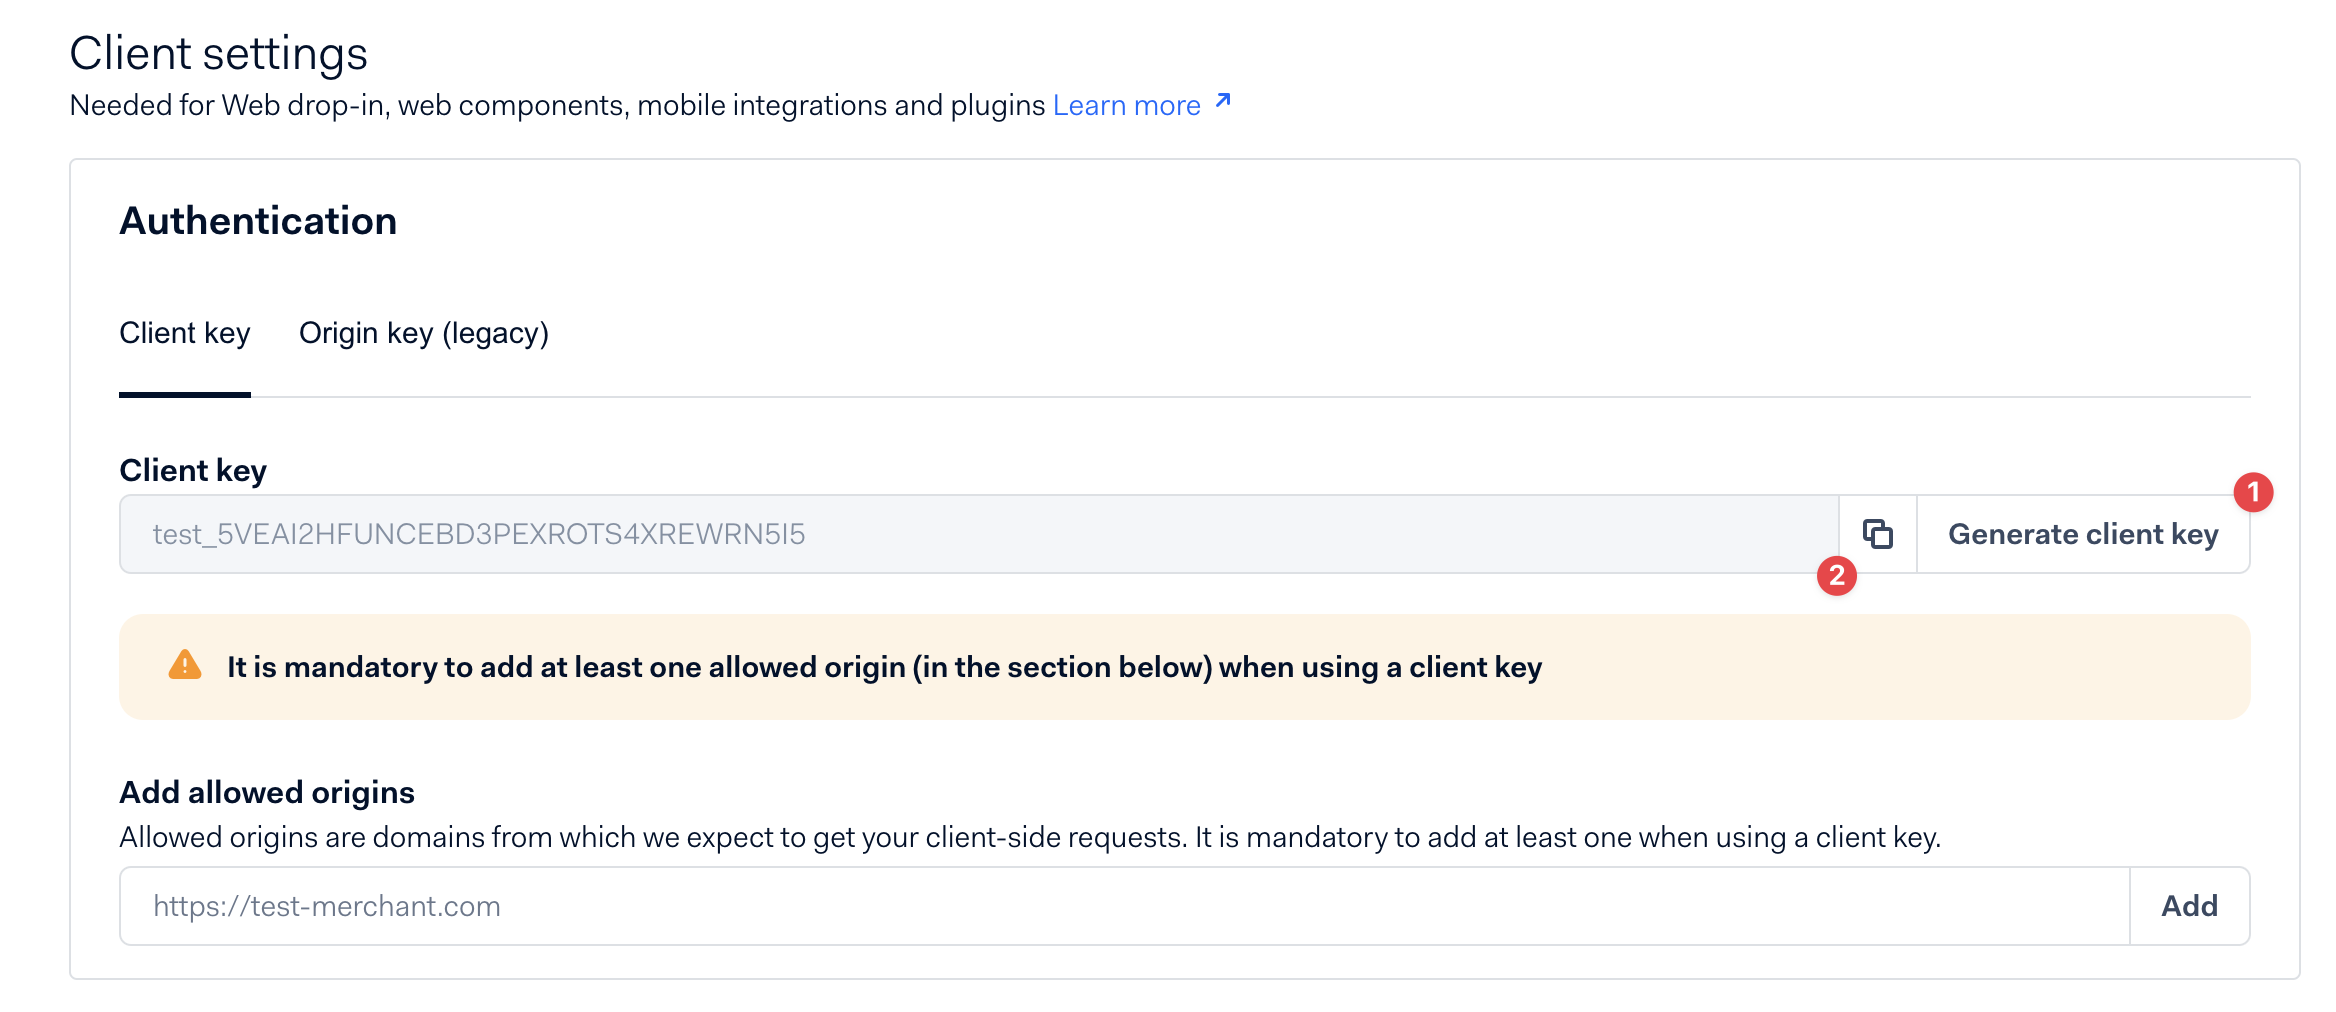 Client settings
Needed for Web drop-in, web components, mobile integrations and plugins Learn more
Authentication
Client key Origin key (legacy)
Client key
1
test_5VEAI2HFUNCEBD3PEXROTS4XREWRN5I5 Generate client key
2
It is mandatory to add at least one allowed origin (in the section below) when using a client key
Add allowed origins
Allowed origins are domains from which we expect to get your client-side requests. It is mandatory to add at least one when using a client key.
https://test-merchant.com Add